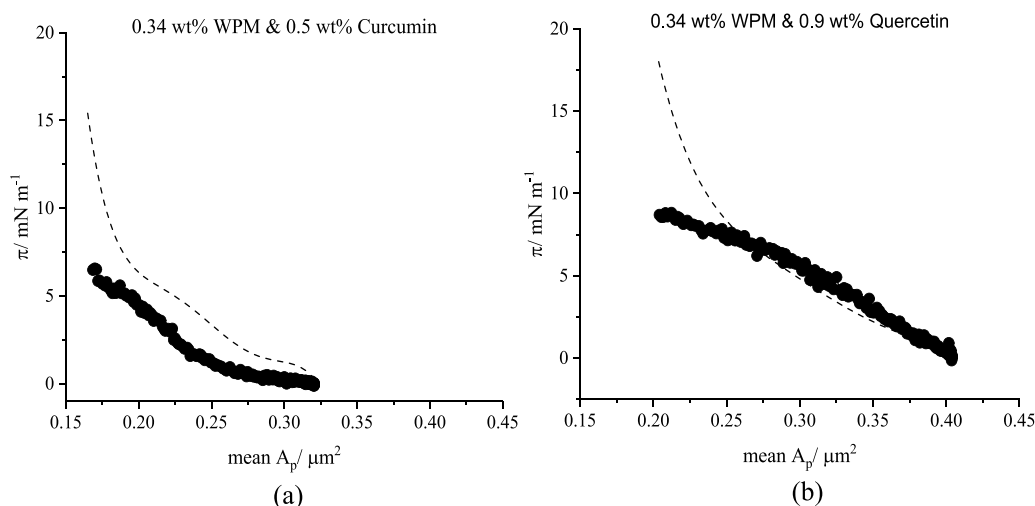 0.34 wt% WPM & 0.5 wt% Curcumin
20
15
10
5
0
π/ mN m⁻¹
0.15 0.20 0.25 0.30 0.35 0.40 0.45
mean Aₚ/ μm²
(a)
0.34 wt% WPM & 0.9 wt% Quercetin
20
15
10
5
0
π/ mN m⁻¹
0.15 0.20 0.25 0.30 0.35 0.40 0.45
mean Aₚ/ μm²
(b)